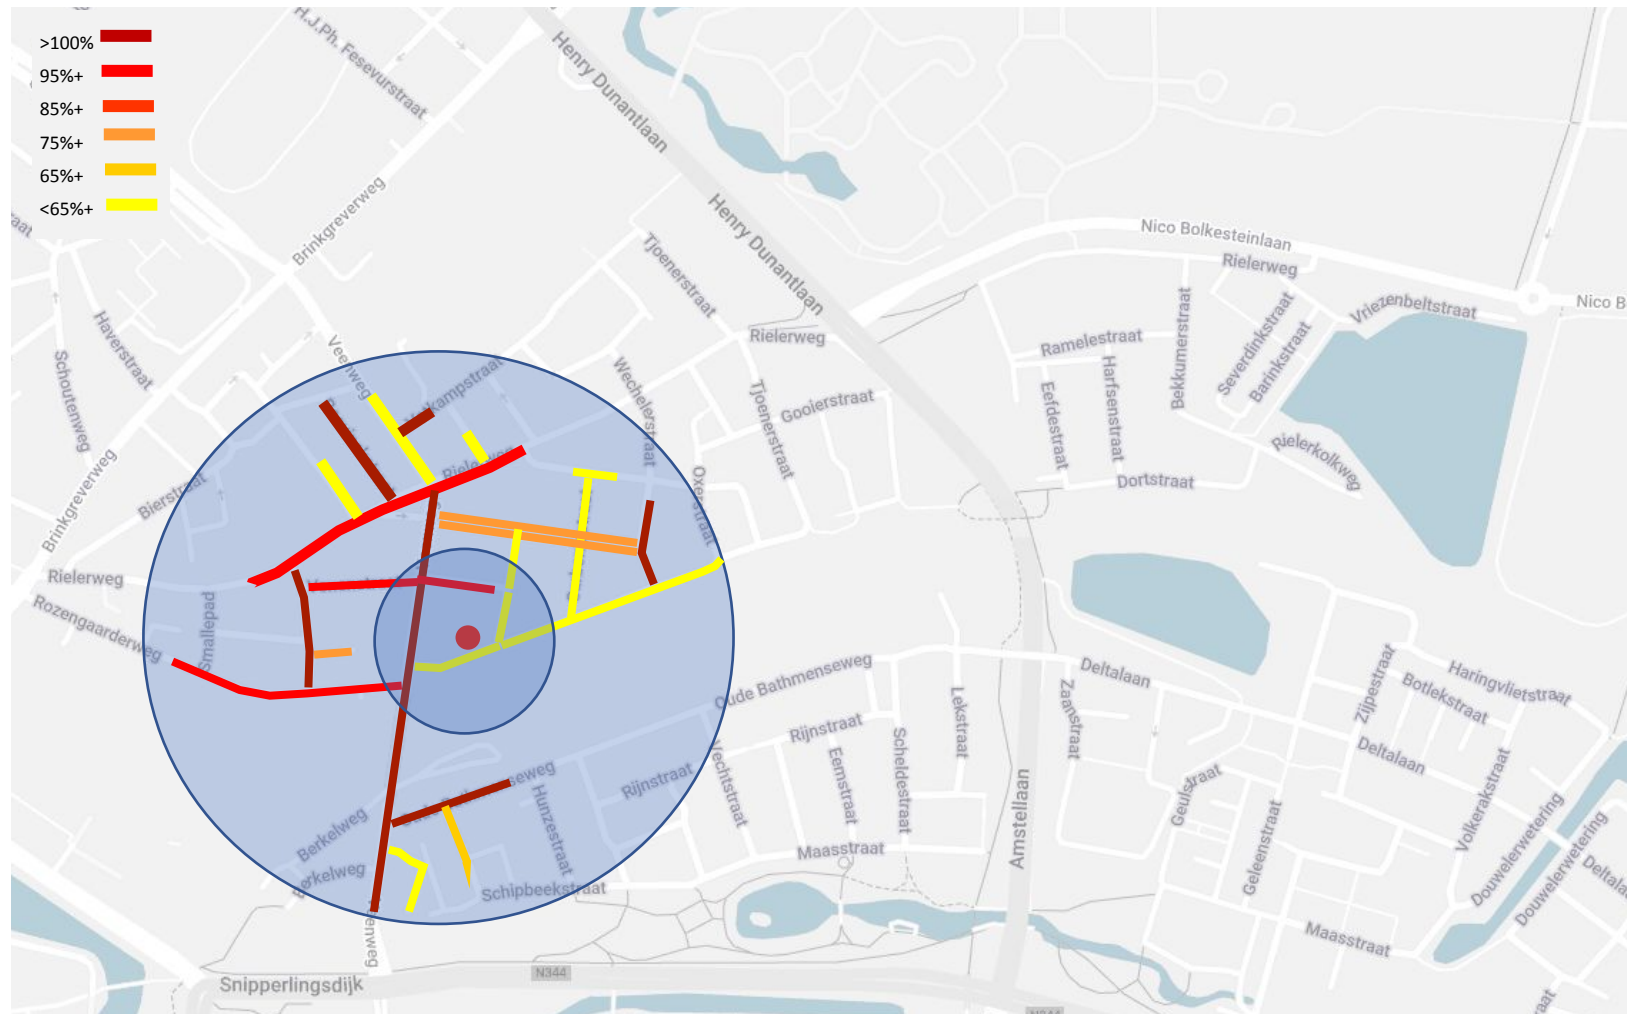 >100%
95%+
85%+
75%+
65%+
<65%+
H.J.Ph. Fesevurstraat
Henry Dunantlaan
Brinkgreverweg
Henry Dunantlaan
Nico Bolkesteinlaan
Rielerweg
Nico B
Vriezenbeltstraat
Tjoenerstraat
Haverstraat
Schoutenweg
Veenweg
Rielerweg
Ramelestraat
Bekkumerstraat
Severdinkstraat
Barinkstraat
Harfsenstraat
Eefdestraat
Wechelerstraat
Tjoenerstraat
Gooierstraat
Rielerkolkweg
Dortstraat
Brinkgreverweg
Bierstraat
Oxerstraat
Rielerweg
Rozengaarderweg
Smallepad
Oude Bathmenseweg
Deltalaan
Zaanstraat
Zijpestraat
Haringvlietstraat
Botlekstraat
Deltalaan
Lekstraat
Rijnstraat
Scheldestraat
Eemstraat
Vechtstraat
Rijnstraat
Hunzestraat
Geulstraat
Geleenstraat
Amstellaan
Volkerakstraat
Douwelerwetering
Douwelerwetering
Berkelweg
Berkelweg
Maasstraat
Schipbeekstraat
Maasstraat
Snipperlingsdijk
N344